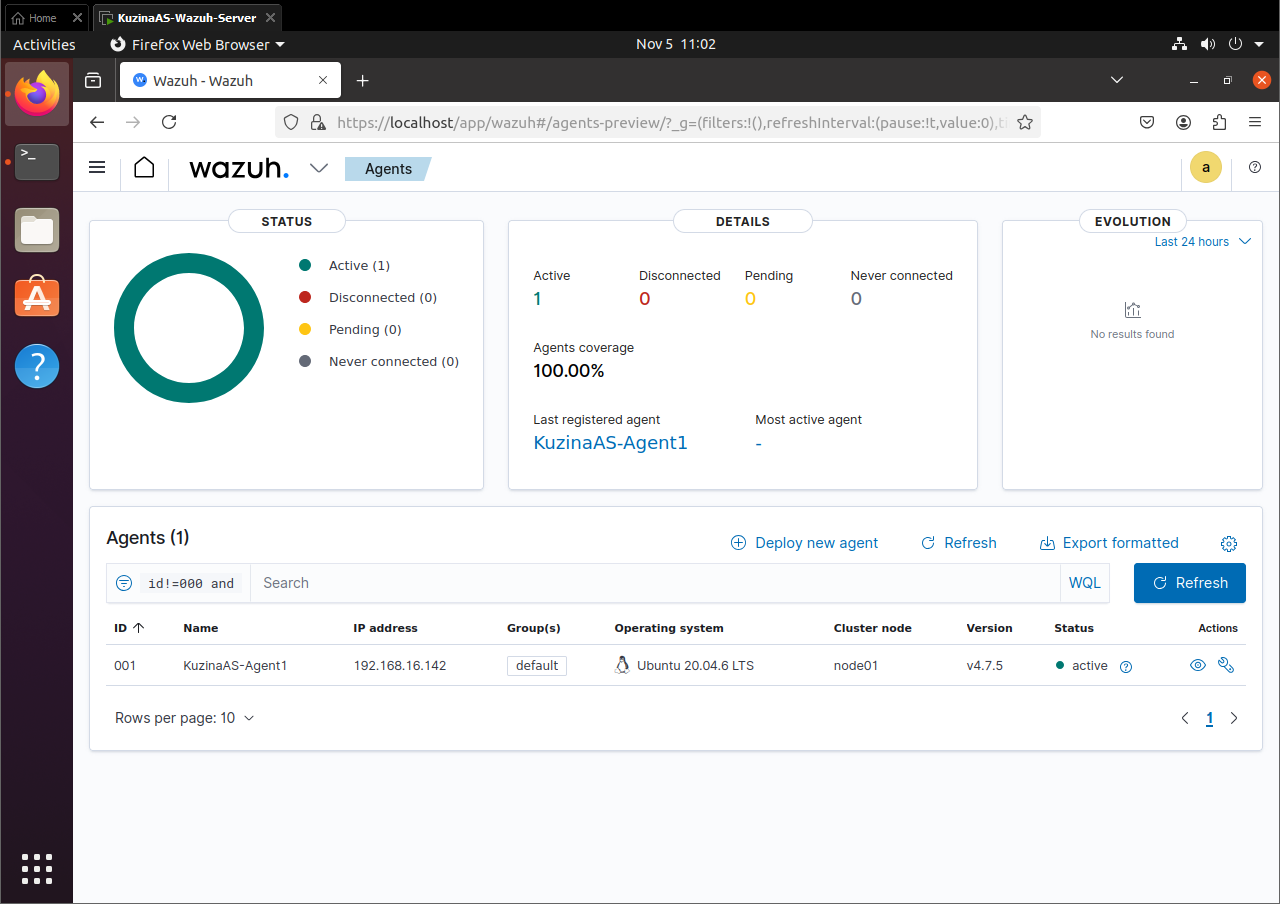 Home
KuzinaAS-Wazuh-Server
Activities
Firefox Web Browser
Nov 5 11:02
Wazuh - Wazuh
https://localhost/app/wazuh#/agents-preview/?_g=(filters:!(),refreshInterval:(pause:!t,value:0),ti
wazuh.
Agents
a
STATUS
Active (1)
Disconnected (0)
Pending (0)
Never connected (0)
DETAILS
Active Disconnected Pending Never connected
1 0 0 0
Agents coverage
100.00%
Last registered agent Most active agent
KuzinaAS-Agent1 -
EVOLUTION
Last 24 hours
No results found
Agents (1)
Deploy new agent Refresh Export formatted
id!=000 and Search WQL Refresh
ID Name IP address Group(s) Operating system Cluster node Version Status Actions
001 KuzinaAS-Agent1 192.168.16.142 default Ubuntu 20.04.6 LTS node01 v4.7.5 active
Rows per page: 10
1